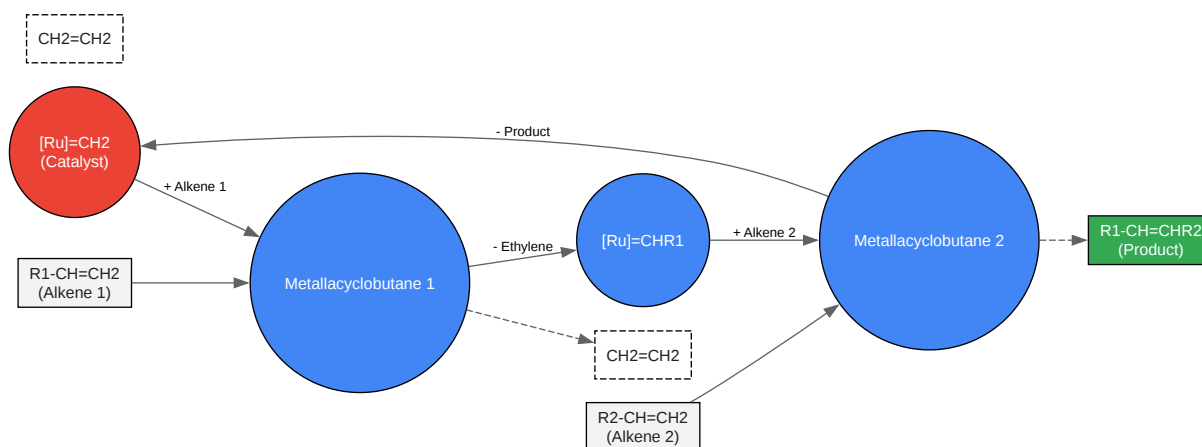 CH2=CH2
[Ru]=CH2
(Catalyst)
- Product
+ Alkene 1
R1-CH=CH2
(Alkene 1)
Metallacyclobutane 1
- Ethylene
[Ru]=CHR1
+ Alkene 2
Metallacyclobutane 2
R1-CH=CHR2
(Product)
CH2=CH2
R2-CH=CH2
(Alkene 2)